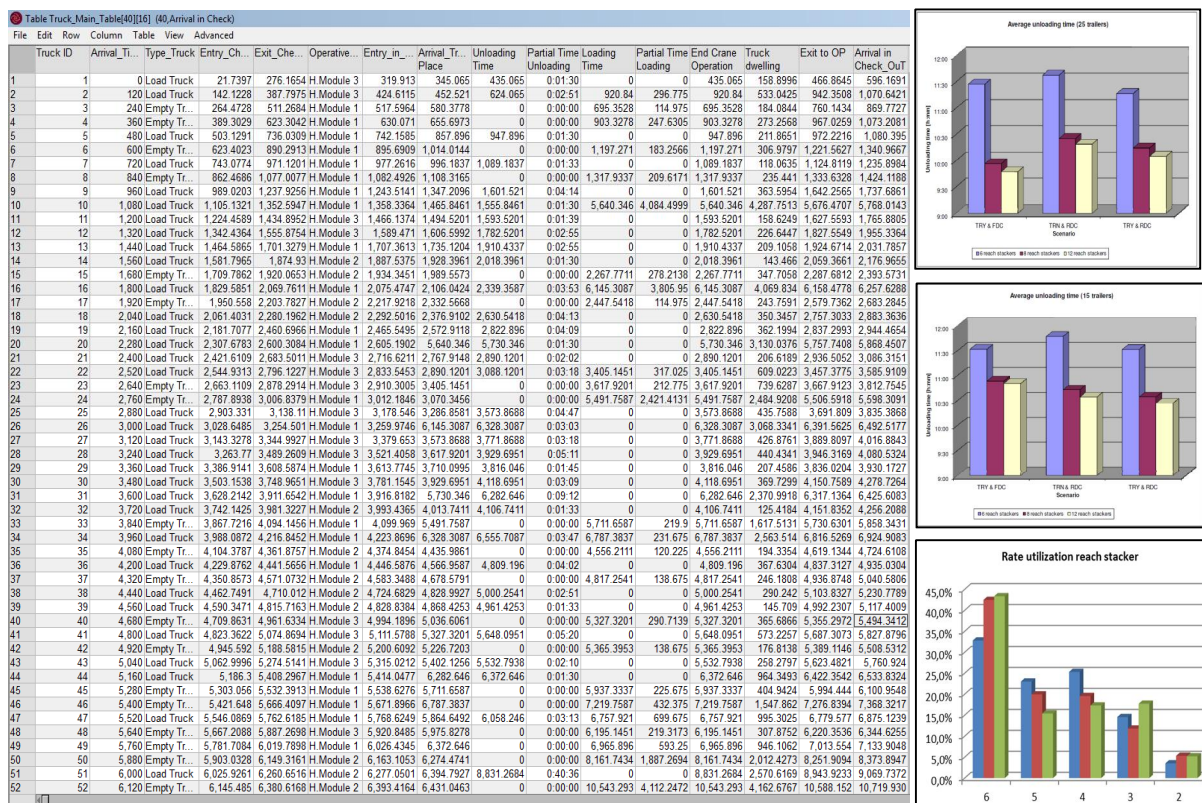 Table Truck_Main_Table[40][16] (40,Arrival in Check)
File Edit Row Column Table View Advanced
Truck ID Arrival_Ti... Type_Truck Entry_Ch... Exit_Che... Operative... Entry_in_... Arrival_Tr... Place Unloading Time Partial Time Unloading Loading Time Partial Time Loading End Crane Operation Truck dwelling Exit to OP Arrival in Check_OuT
1 1 0 Load Truck 21.7397 276.1654 H.Module 3 319.913 345.065 435.065 0:01:30 0 0 435.065 158.8996 466.8645 596.1691
2 2 120 Load Truck 142.1228 387.7975 H.Module 3 424.6115 452.521 624.065 0:02:51 920.84 296.775 920.84 533.0425 942.3508 1,070.6421
3 3 240 Empty Tr... 264.4728 511.2684 H.Module 1 517.5964 580.3778 0 0:00:00 695.3528 114.975 695.3528 184.0844 760.1434 869.7727
4 4 360 Empty Tr... 389.3029 623.3042 H.Module 1 630.071 655.6973 0 0:00:00 903.3278 247.6305 903.3278 273.2568 967.0259 1,073.2081
5 5 480 Load Truck 503.1291 736.0309 H.Module 1 742.1585 857.896 947.896 0:01:30 0 0 947.896 211.8651 972.2216 1,080.395
6 6 600 Empty Tr... 623.4023 890.2913 H.Module 1 895.6909 1,014.0144 0 0:00:00 1,197.271 183.2566 1,197.271 306.9797 1,221.5627 1,340.9667
7 7 720 Load Truck 743.0774 971.1201 H.Module 1 977.2616 996.1837 1,089.1837 0:01:33 0 0 1,089.1837 118.0635 1,124.8119 1,235.8984
8 8 840 Empty Tr... 862.4686 1,077.0077 H.Module 1 1,082.4926 1,108.3165 0 0:00:00 1,317.9337 209.6171 1,317.9337 235.441 1,333.6328 1,424.1188
9 9 960 Load Truck 989.0203 1,237.9256 H.Module 1 1,243.5141 1,347.2096 1,601.521 0:04:14 0 0 1,601.521 363.5954 1,642.2565 1,737.6861
10 10 1,080 Load Truck 1,105.1321 1,352.5947 H.Module 1 1,358.3364 1,465.8461 1,555.8461 0:01:30 5,640.346 4,084.4999 5,640.346 4,287.7513 5,676.4707 5,768.0143
11 11 1,200 Load Truck 1,224.4589 1,434.8952 H.Module 3 1,466.1374 1,494.5201 1,593.5201 0:01:39 0 0 1,593.5201 158.6249 1,627.5593 1,765.8805
12 12 1,320 Load Truck 1,342.4364 1,555.8754 H.Module 3 1,589.471 1,606.5992 1,782.5201 0:02:55 0 0 1,782.5201 226.6447 1,827.5549 1,955.3364
13 13 1,440 Load Truck 1,464.5865 1,701.3279 H.Module 1 1,707.3613 1,735.1204 1,910.4337 0:02:55 0 0 1,910.4337 209.1058 1,924.6714 2,031.7857
14 14 1,560 Load Truck 1,581.7965 1,874.93 H.Module 2 1,887.5375 1,928.3961 2,018.3961 0:01:30 0 0 2,018.3961 143.466 2,059.3661 2,176.9655
15 15 1,680 Empty Tr... 1,709.7862 1,920.0653 H.Module 2 1,934.3451 1,989.5573 0 0:00:00 2,267.7711 278.2138 2,267.7711 347.7058 2,287.6812 2,393.5731
16 16 1,800 Load Truck 1,829.5851 2,069.7611 H.Module 1 2,075.4747 2,106.0424 2,339.3587 0:03:53 6,145.3087 3,805.95 6,145.3087 4,069.834 6,158.4778 6,257.6288
17 17 1,920 Empty Tr... 1,950.558 2,203.7827 H.Module 2 2,217.9218 2,332.5668 0 0:00:00 2,447.5418 114.975 2,447.5418 243.7591 2,579.7362 2,683.2845
18 18 2,040 Load Truck 2,061.4031 2,280.1962 H.Module 2 2,292.5016 2,376.9102 2,630.5418 0:04:13 0 0 2,630.5418 350.3457 2,757.3033 2,883.3636
19 19 2,160 Load Truck 2,181.7077 2,460.6966 H.Module 1 2,465.5495 2,572.9118 2,822.896 0:04:09 0 0 2,822.896 362.1994 2,837.2993 2,944.4654
20 20 2,280 Load Truck 2,307.6783 2,600.3084 H.Module 1 2,605.1902 5,640.346 5,730.346 0:01:30 0 0 5,730.346 3,130.0376 5,757.7408 5,868.4507
21 21 2,400 Load Truck 2,421.6109 2,683.5011 H.Module 3 2,716.6211 2,767.9148 2,890.1201 0:02:02 0 0 2,890.1201 206.6189 2,936.5052 3,086.3151
22 22 2,520 Load Truck 2,544.9313 2,796.1227 H.Module 3 2,833.5453 2,890.1201 3,088.1201 0:03:18 3,405.1451 317.025 3,405.1451 609.0223 3,457.3775 3,585.9109
23 23 2,640 Empty Tr... 2,663.1109 2,878.2914 H.Module 3 2,910.3005 3,405.1451 0 0:00:00 3,617.9201 212.775 3,617.9201 739.6287 3,667.9123 3,812.7545
24 24 2,760 Empty Tr... 2,787.8938 3,006.8379 H.Module 1 3,012.1846 3,070.3456 0 0:00:00 5,491.7587 2,421.4131 5,491.7587 2,484.9208 5,506.5918 5,598.3091
25 25 2,880 Load Truck 2,903.331 3,138.11 H.Module 3 3,178.546 3,286.8581 3,573.8688 0:04:47 0 0 3,573.8688 435.7588 3,691.809 3,835.3868
26 26 3,000 Load Truck 3,028.6485 3,254.501 H.Module 1 3,259.9746 6,145.3087 6,328.3087 0:03:03 0 0 6,328.3087 3,068.3341 6,391.5625 6,492.5177
27 27 3,120 Load Truck 3,143.3278 3,344.9927 H.Module 3 3,379.653 3,573.8688 3,771.8688 0:03:18 0 0 3,771.8688 426.8761 3,889.8097 4,016.8843
28 28 3,240 Load Truck 3,263.77 3,489.2609 H.Module 3 3,521.4058 3,617.9201 3,929.6951 0:05:11 0 0 3,929.6951 440.4341 3,946.3169 4,080.5324
29 29 3,360 Load Truck 3,386.9141 3,608.5874 H.Module 1 3,613.7745 3,710.0995 3,816.046 0:01:45 0 0 3,816.046 207.4586 3,836.0204 3,930.1727
30 30 3,480 Load Truck 3,503.1538 3,748.9651 H.Module 3 3,781.1545 3,929.6951 4,118.6951 0:03:09 0 0 4,118.6951 369.7299 4,150.7589 4,278.7264
31 31 3,600 Load Truck 3,628.2142 3,911.6542 H.Module 1 3,916.8182 5,730.346 6,282.646 0:09:12 0 0 6,282.646 2,370.9918 6,317.1364 6,425.6083
32 32 3,720 Load Truck 3,742.1425 3,981.3227 H.Module 2 3,993.4365 4,013.7411 4,106.7411 0:01:33 0 0 4,106.7411 125.4184 4,151.8352 4,256.2088
33 33 3,840 Empty Tr... 3,867.7216 4,094.1456 H.Module 1 4,099.969 5,491.7587 0 0:00:00 5,711.6587 219.9 5,711.6587 1,617.5131 5,730.6301 5,858.3431
34 34 3,960 Load Truck 3,988.0872 4,216.8452 H.Module 1 4,223.8696 6,328.3087 6,555.7087 0:03:47 6,787.3837 231.675 6,787.3837 2,563.514 6,816.5269 6,924.9083
35 35 4,080 Empty Tr... 4,104.3787 4,361.8757 H.Module 2 4,374.8454 4,435.9861 0 0:00:00 4,556.2111 120.225 4,556.2111 194.3354 4,619.1344 4,724.6108
36 36 4,200 Load Truck 4,229.8762 4,441.5656 H.Module 1 4,446.5876 4,566.9587 4,809.196 0:04:02 0 0 4,809.196 367.6304 4,837.3127 4,935.0304
37 37 4,320 Empty Tr... 4,350.8573 4,571.0732 H.Module 2 4,583.3488 4,678.5791 0 0:00:00 4,817.2541 138.675 4,817.2541 246.1808 4,936.8748 5,040.5806
38 38 4,440 Load Truck 4,462.7491 4,710.012 H.Module 2 4,724.6829 4,828.9927 5,000.2541 0:02:51 0 0 5,000.2541 290.242 5,103.8327 5,230.7789
39 39 4,560 Load Truck 4,590.3471 4,815.7163 H.Module 2 4,828.8384 4,868.4253 4,961.4253 0:01:33 0 0 4,961.4253 145.709 4,992.2307 5,117.4009
40 40 4,680 Empty Tr... 4,709.8631 4,961.6334 H.Module 3 4,994.1896 5,036.6061 0 0:00:00 5,327.3201 290.7139 5,327.3201 365.6866 5,355.2972 5,494.3412
41 41 4,800 Load Truck 4,823.3622 5,074.8694 H.Module 3 5,111.5788 5,327.3201 5,648.0951 0:05:20 0 0 5,648.0951 573.2257 5,687.3073 5,827.8796
42 42 4,920 Empty Tr... 4,945.592 5,188.5815 H.Module 2 5,200.6092 5,226.7203 0 0:00:00 5,365.3953 138.675 5,365.3953 176.8138 5,389.1146 5,508.5312
43 43 5,040 Load Truck 5,062.9996 5,274.5141 H.Module 3 5,315.0212 5,402.1256 5,532.7938 0:02:10 0 0 5,532.7938 258.2797 5,623.4821 5,760.924
44 44 5,160 Load Truck 5,186.3 5,408.2967 H.Module 1 5,414.0477 6,282.646 6,372.646 0:01:30 0 0 6,372.646 964.3493 6,422.3542 6,533.8324
45 45 5,280 Empty Tr... 5,303.056 5,532.3913 H.Module 1 5,538.6276 5,711.6587 0 0:00:00 5,937.3337 225.675 5,937.3337 404.9424 5,994.444 6,100.9548
46 46 5,400 Empty Tr... 5,421.648 5,666.4097 H.Module 1 5,671.8966 6,787.3837 0 0:00:00 7,219.7587 432.375 7,219.7587 1,547.862 7,276.8394 7,368.3217
47 47 5,520 Load Truck 5,546.0869 5,762.6185 H.Module 1 5,768.6249 5,864.6492 6,058.246 0:03:13 6,757.921 699.675 6,757.921 995.3025 6,779.577 6,875.1239
48 48 5,640 Empty Tr... 5,667.2088 5,887.2698 H.Module 3 5,920.8485 5,975.8278 0 0:00:00 6,195.1451 219.3173 6,195.1451 307.8752 6,220.3536 6,344.6255
49 49 5,760 Empty Tr... 5,781.7084 6,019.7898 H.Module 1 6,026.4345 6,372.646 0 0:00:00 6,965.896 593.25 6,965.896 946.1062 7,013.554 7,133.9048
50 50 5,880 Empty Tr... 5,903.0328 6,149.3161 H.Module 2 6,163.1053 6,274.4741 0 0:00:00 8,161.7434 1,887.2694 8,161.7434 2,012.4273 8,251.9094 8,373.8947
51 51 6,000 Load Truck 6,025.9261 6,260.6516 H.Module 2 6,277.0501 6,394.7927 8,831.2684 0:40:36 0 0 8,831.2684 2,570.6169 8,943.9233 9,069.7372
52 52 6,120 Empty Tr... 6,145.485 6,380.6168 H.Module 2 6,393.4164 6,431.0463 0 0:00:00 10,543.293 4,112.2472 10,543.293 4,162.6767 10,588.152 10,719.930
Average unloading time (25 trailers)
Unloading time [h:mm]
12:00
11:30
11:00
10:30
10:00
9:30
9:00
TRY & FDC TRN & RDC TRY & RDC
Scenario
6 reach stackers 8 reach stackers 12 reach stackers
Average unloading time (15 trailers)
Unloading time [h:mm]
12:00
11:30
11:00
10:30
10:00
9:30
9:00
TRY & FDC TRN & RDC TRY & RDC
Scenario
6 reach stackers 8 reach stackers 12 reach stackers
Rate utilization reach stacker
45,0%
40,0%
35,0%
30,0%
25,0%
20,0%
15,0%
10,0%
5,0%
0,0%
6 5 4 3 2